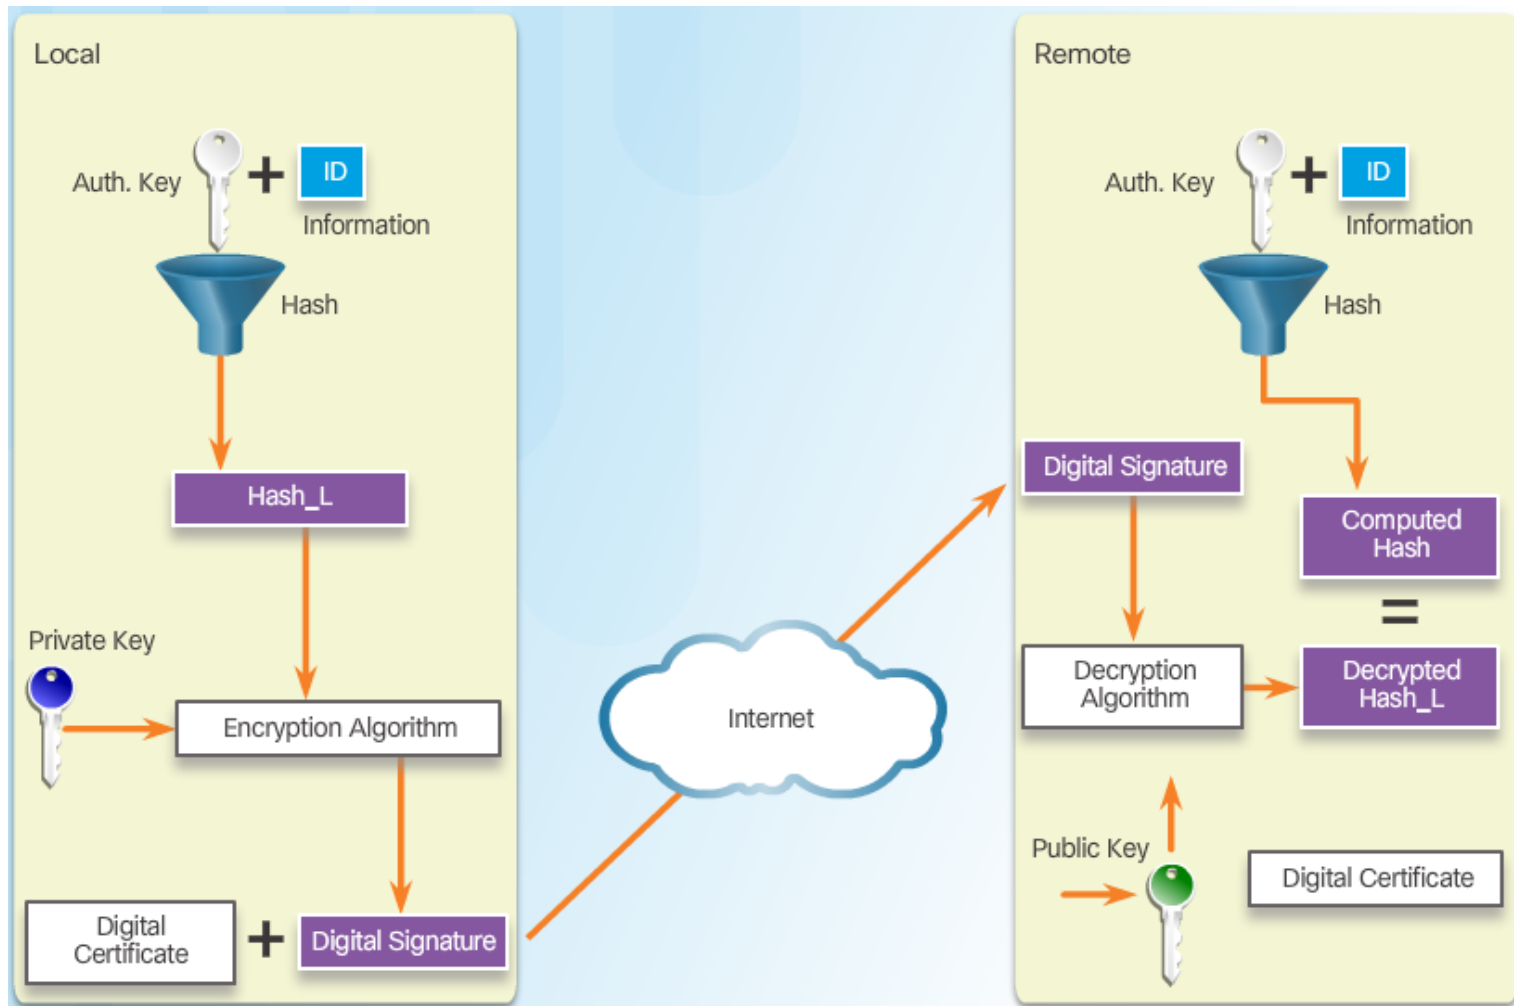 Local
Auth. Key
ID
Information
Hash
Hash_L
Private Key
Encryption Algorithm
Digital
Certificate
Digital Signature
Internet
Remote
Auth. Key
ID
Information
Hash
Digital Signature
Computed
Hash
=
Decryption
Algorithm
Decrypted
Hash_L
Public Key
Digital Certificate